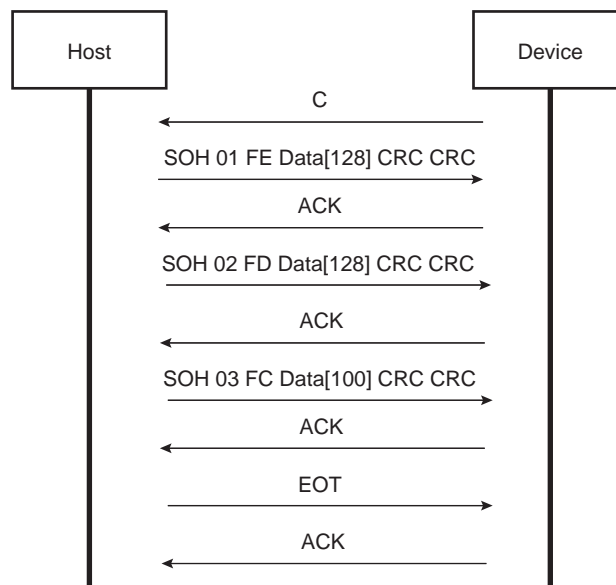 Host
Device
C
SOH 01 FE Data[128] CRC CRC
ACK
SOH 02 FD Data[128] CRC CRC
ACK
SOH 03 FC Data[100] CRC CRC
ACK
EOT
ACK